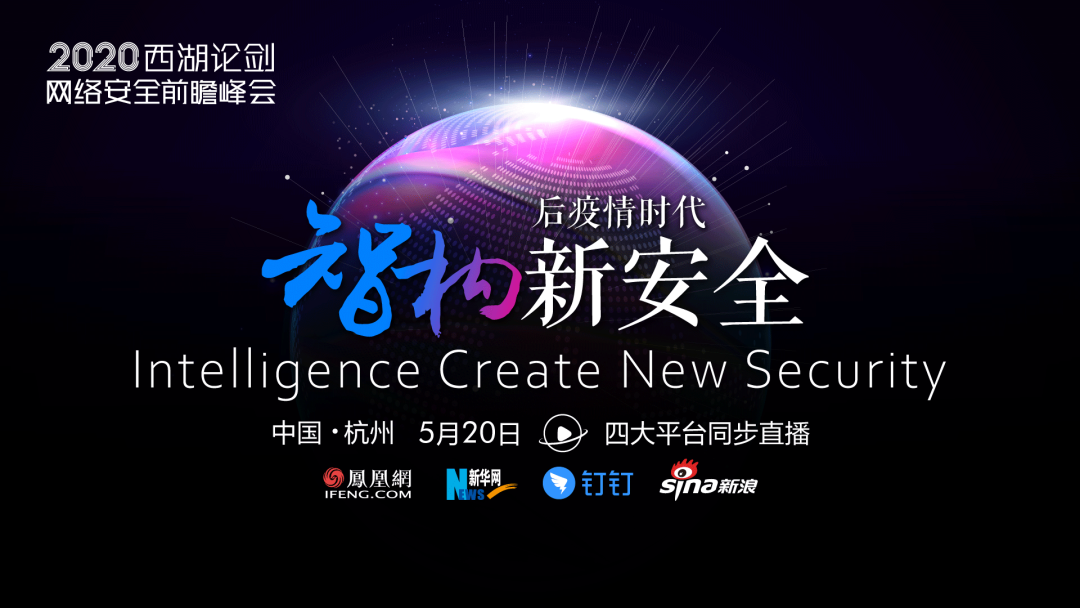 2020西湖论剑
网络安全前瞻峰会
后疫情时代
智构新安全
Intelligence Create New Security
中国·杭州 5月20日 四大平台同步直播
鳳凰網 新华网 钉钉 sina新浪
IFENG.COM NEWS